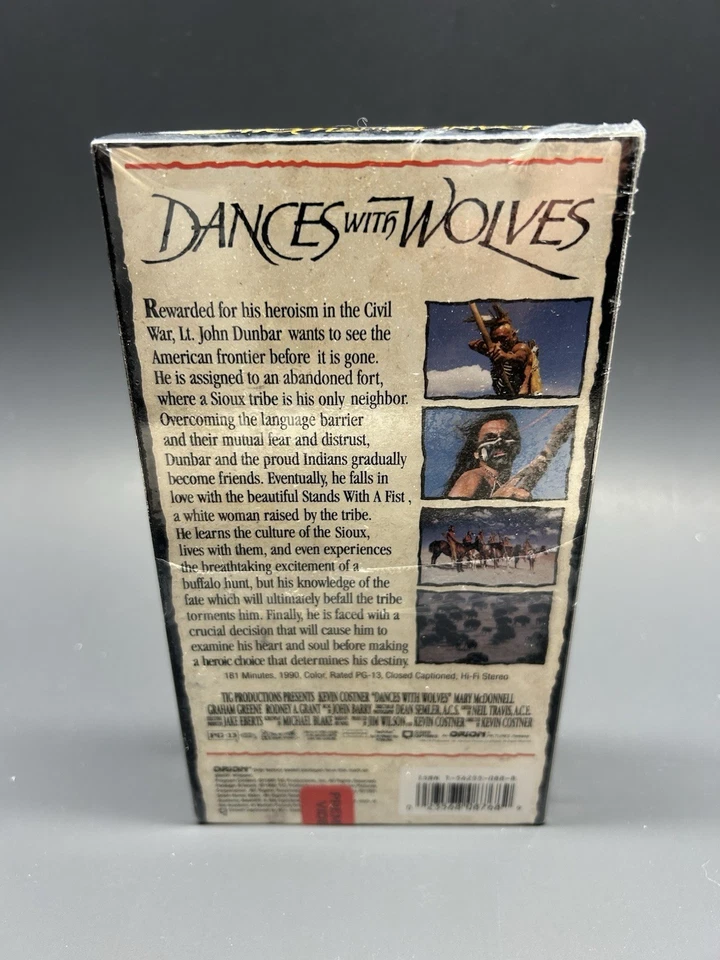 DANCES WITH WOLVES
Rewarded for his heroism in the Civil
War, Lt. John Dunbar wants to see the
American frontier before it is gone.
He is assigned to an abandoned fort,
where a Sioux tribe is his only neighbor.
Overcoming the language barrier
and their mutual fear and distrust,
Dunbar and the proud Indians gradually
become friends. Eventually, he falls in
love with the beautiful Stands With A Fist,
a white woman raised by the tribe.
He learns the culture of the Sioux,
lives with them, and even experiences
the breathtaking excitement of a
buffalo hunt, but his knowledge of the
fate which will ultimately befall the tribe
torments him. Finally, he is faced with a
crucial decision that will cause him to
examine his heart and soul before making
a heroic choice that determines his destiny.
181 Minutes, 1990, Color, Rated PG-13, Closed Captioned, Hi-Fi Stereo
TIG PRODUCTIONS PRESENTS KEVIN COSTNER "DANCES WITH WOLVES" MARY McDONNELL
GRAHAM GREENE RODNEY A. GRANT JOHN BARRY DEAN SEMLER, A.C.S. NEIL TRAVIS, A.C.E.
JAKE EBERTS MICHAEL BLAKE JIM WILSON AND KEVIN COSTNER KEVIN COSTNER
PG-13 ORION
ORION